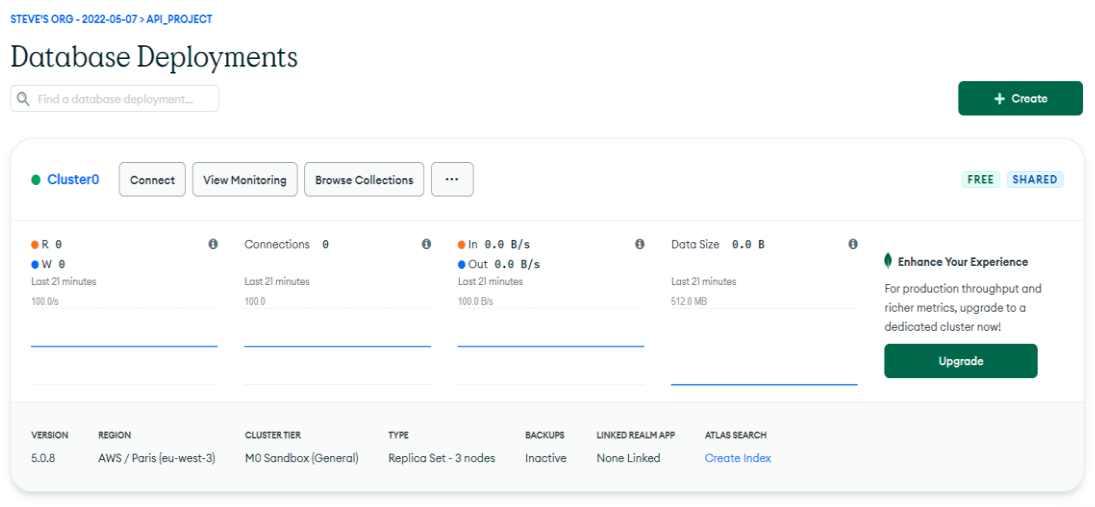 STEVE'S ORG - 2022-05-07 > API_PROJECT
Database Deployments
Find a database deployment...
+ Create
Cluster0
Connect
View Monitoring
Browse Collections
...
FREE
SHARED
R 0
W 0
Last 21 minutes
100.0/s
Connections 0
Last 21 minutes
100.0
In 0.0 B/s
Out 0.0 B/s
Last 21 minutes
100.0 B/s
Data Size 0.0 B
Last 21 minutes
512.0 MB
Enhance Your Experience
For production throughput and
richer metrics, upgrade to a
dedicated cluster now!
Upgrade
VERSION
5.0.8
REGION
AWS / Paris (eu-west-3)
CLUSTER TIER
M0 Sandbox (General)
TYPE
Replica Set - 3 nodes
BACKUPS
Inactive
LINKED REALM APP
None Linked
ATLAS SEARCH
Create Index